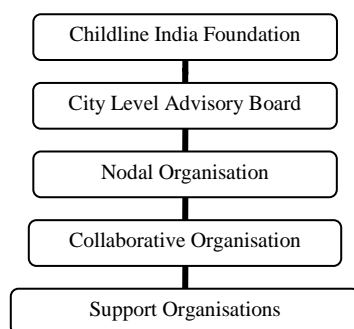 Childline India Foundation
City Level Advisory Board
Nodal Organisation
Collaborative Organisation
Support Organisations